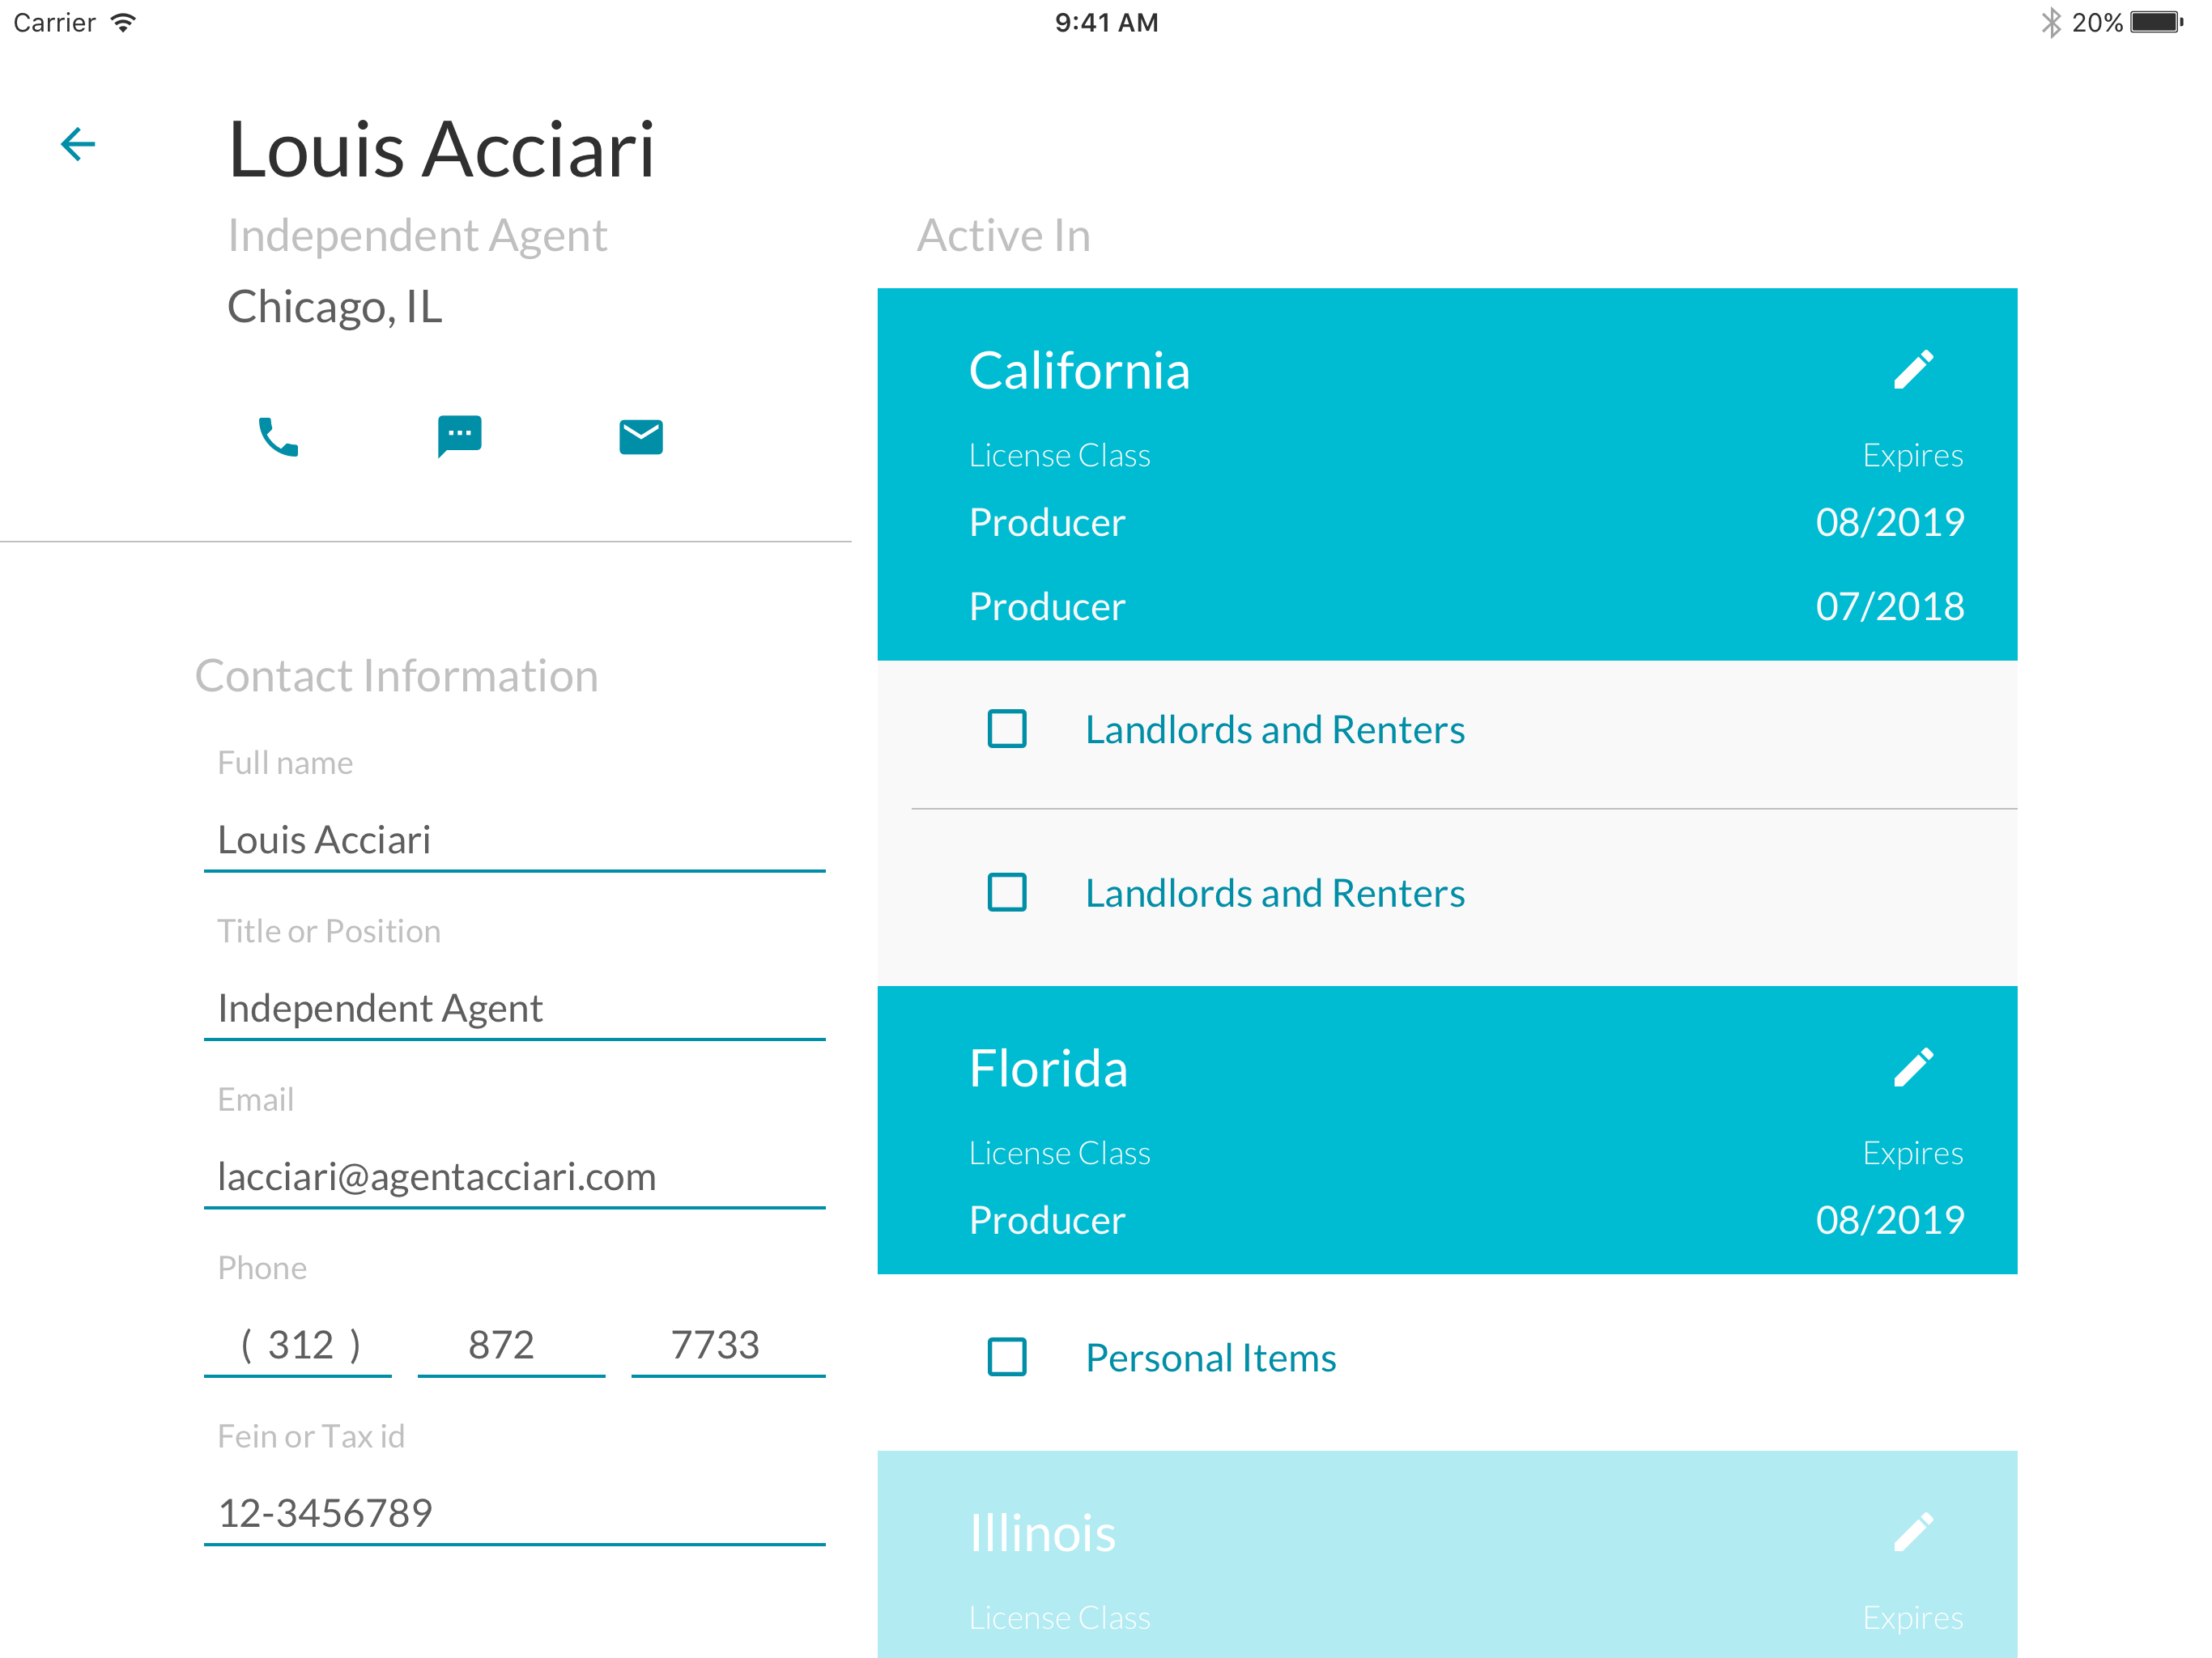 Carrier 9:41 AM 20%
Louis Acciari
Independent Agent
Chicago, IL
Contact Information
Full name
Louis Acciari
Title or Position
Independent Agent
Email
lacciari@agentacciari.com
Phone
( 312 ) 872 7733
Fein or Tax id
12-3456789
Active In
California
License Class Expires
Producer 08/2019
Producer 07/2018
Landlords and Renters
Landlords and Renters
Florida
License Class Expires
Producer 08/2019
Personal Items
Illinois
License Class Expires